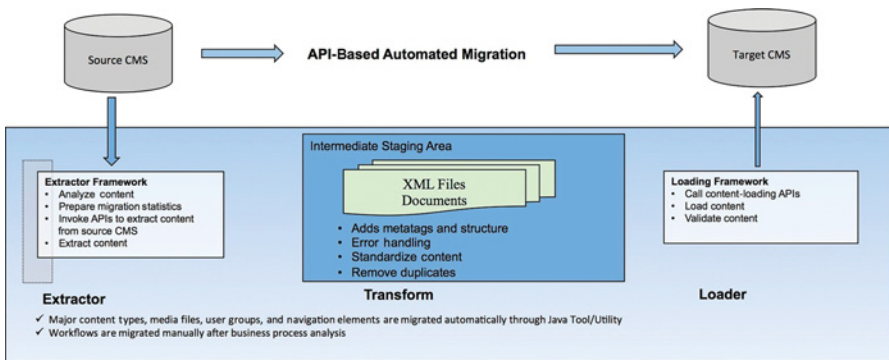 Source CMS
API-Based Automated Migration
Target CMS
Extractor Framework
• Analyze content
• Prepare migration statistics
• Invoke APIs to extract content
from source CMS
• Extract content
Intermediate Staging Area
XML Files
Documents
• Adds metatags and structure
• Error handling
• Standardize content
• Remove duplicates
Loading Framework
• Call content-loading APIs
• Load content
• Validate content
Extractor
Transform
Loader
✓ Major content types, media files, user groups, and navigation elements are migrated automatically through Java Tool/Utility
✓ Workflows are migrated manually after business process analysis